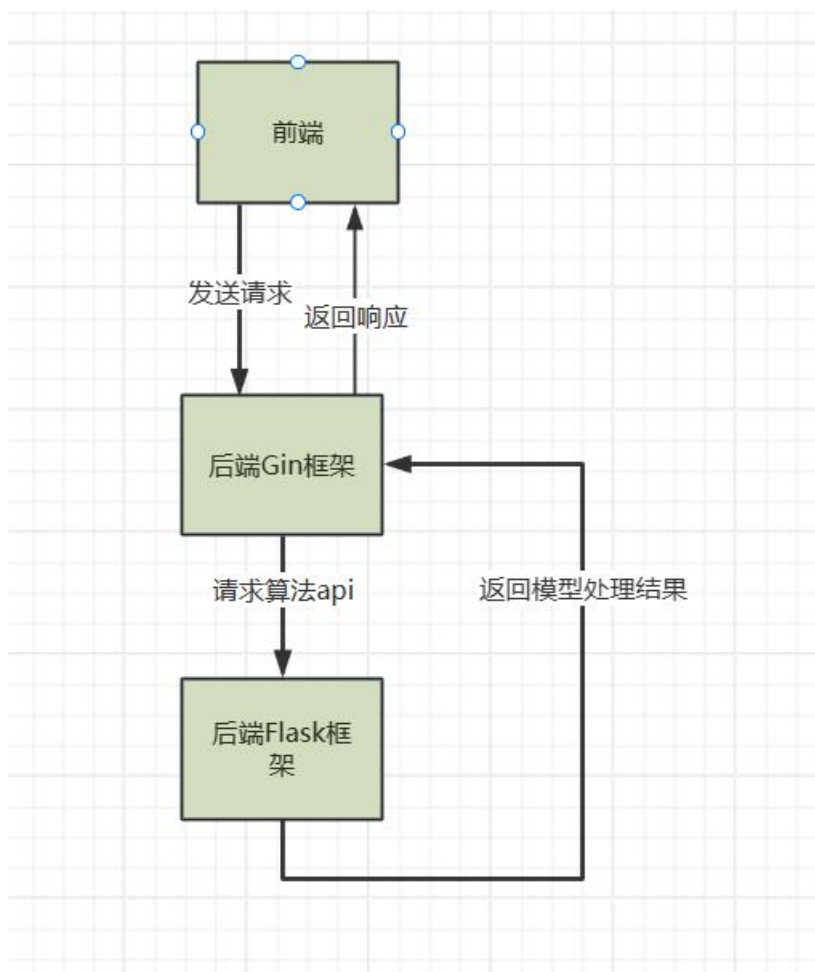 前端
发送请求
返回响应
后端Gin框架
请求算法api
返回模型处理结果
后端Flask框
架